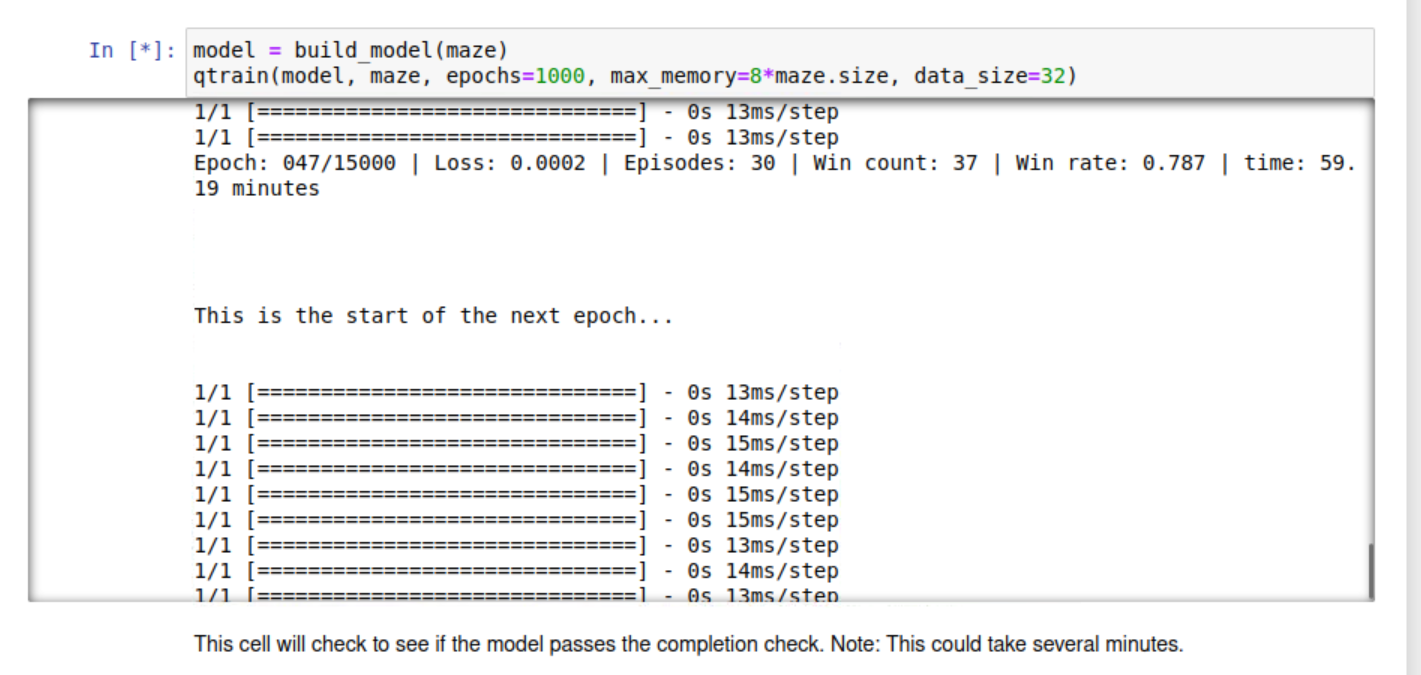 In [*]: model = build_model(maze)
qtrain(model, maze, epochs=1000, max_memory=8*maze.size, data_size=32)
1/1 [==============================] - 0s 13ms/step
1/1 [==============================] - 0s 13ms/step
Epoch: 047/15000 | Loss: 0.0002 | Episodes: 30 | Win count: 37 | Win rate: 0.787 | time: 59.
19 minutes
This is the start of the next epoch...
1/1 [==============================] - 0s 13ms/step
1/1 [==============================] - 0s 14ms/step
1/1 [==============================] - 0s 15ms/step
1/1 [==============================] - 0s 14ms/step
1/1 [==============================] - 0s 15ms/step
1/1 [==============================] - 0s 15ms/step
1/1 [==============================] - 0s 13ms/step
1/1 [==============================] - 0s 14ms/step
1/1 [==============================] - 0s 13ms/step
This cell will check to see if the model passes the completion check. Note: This could take several minutes.